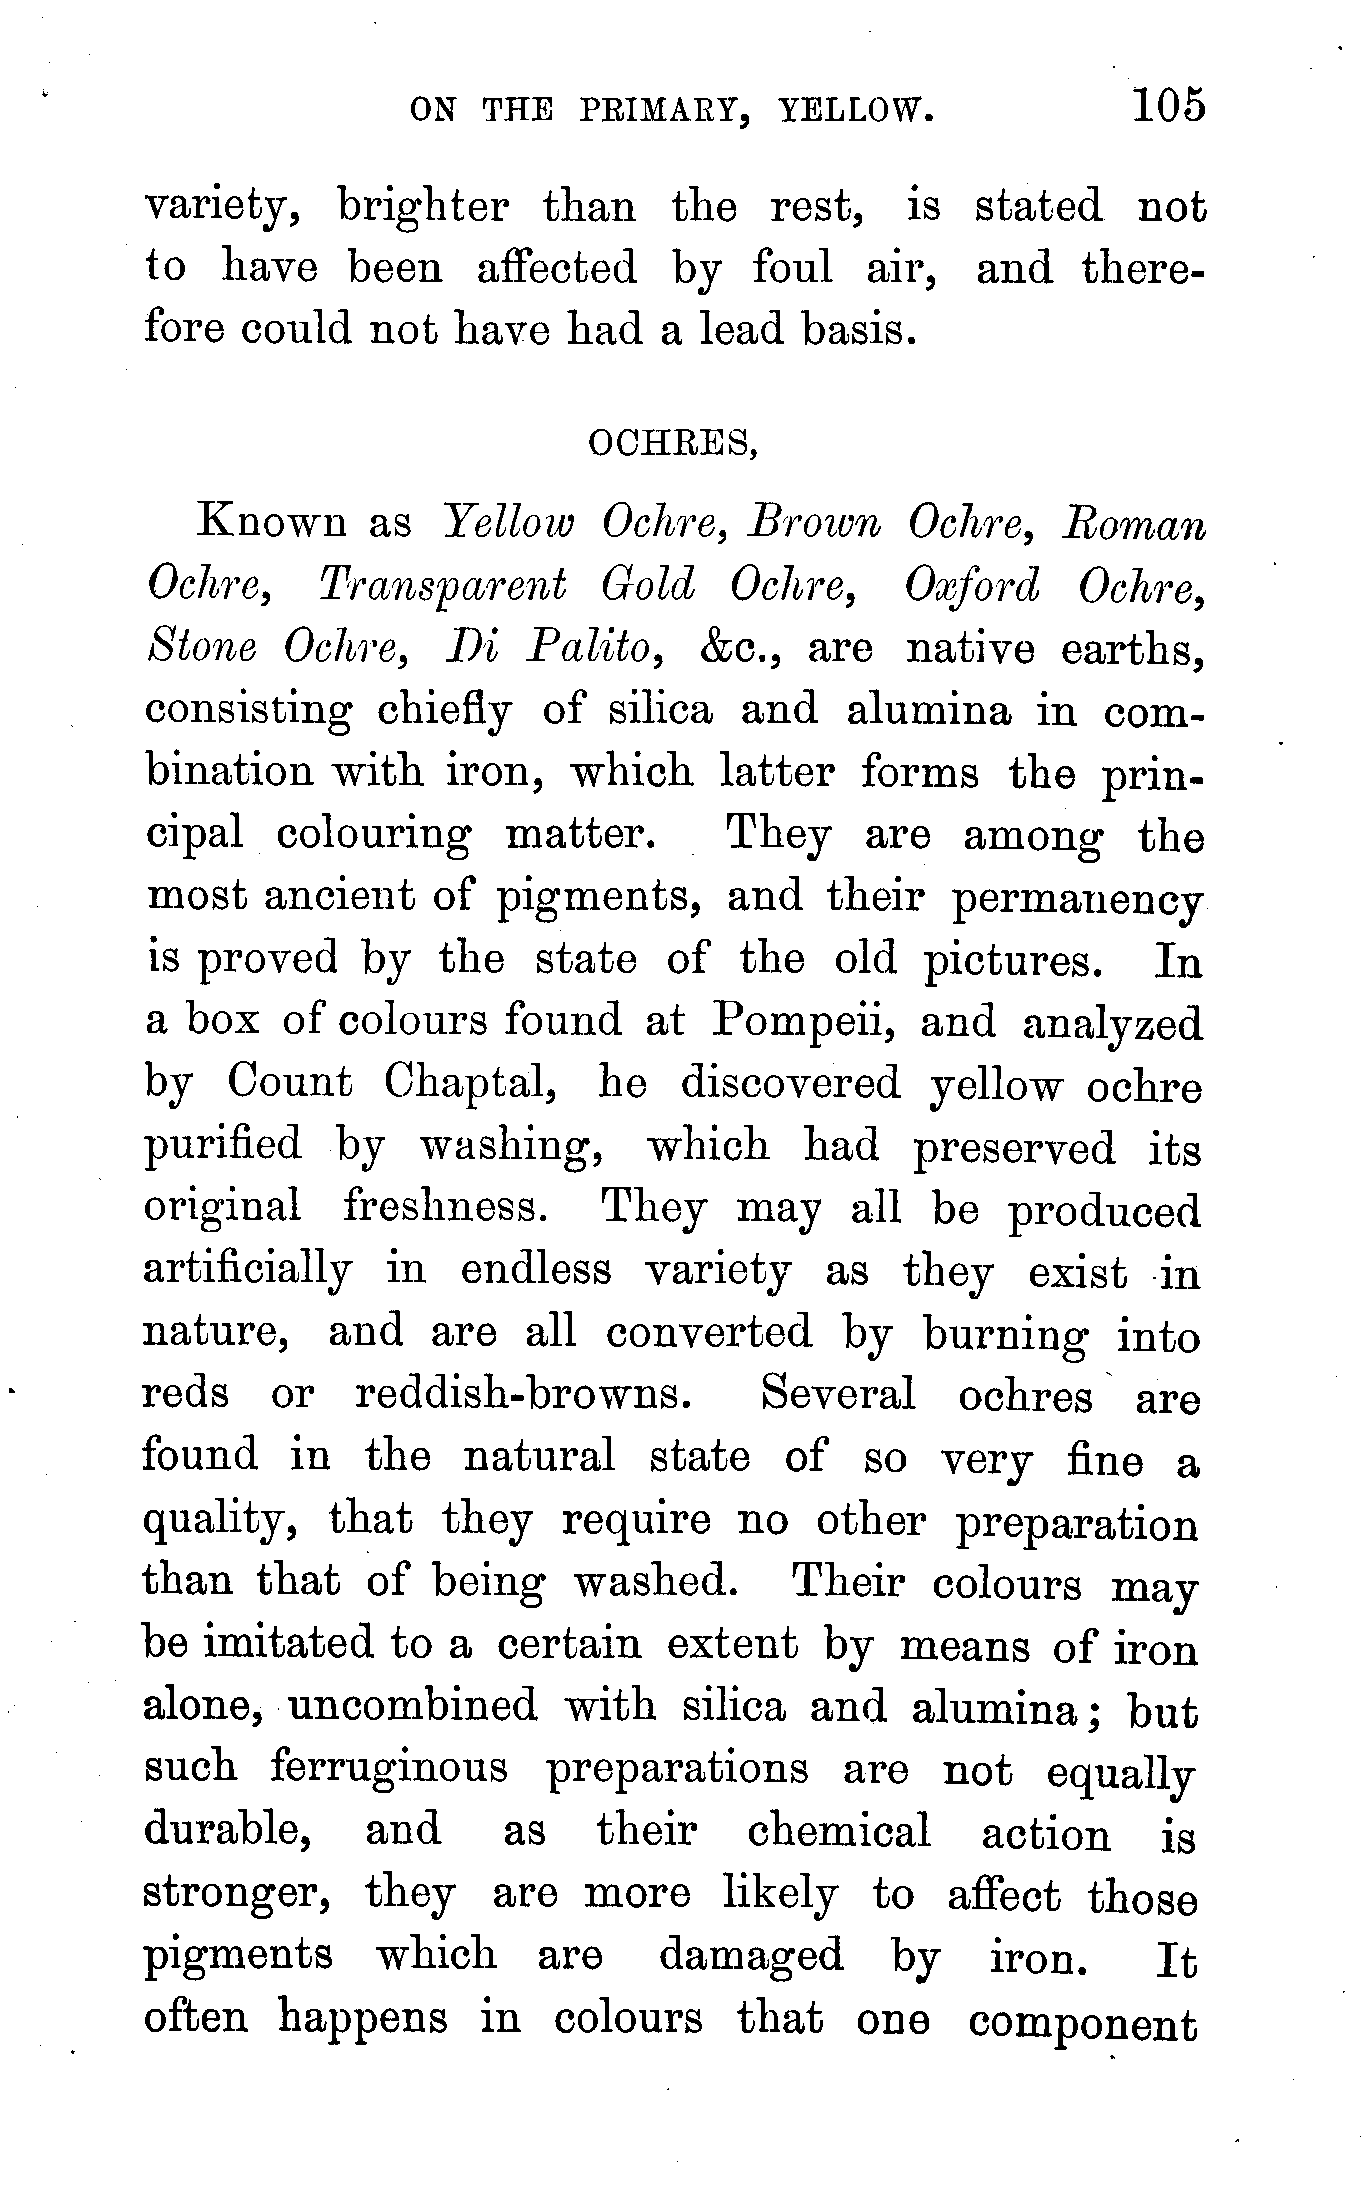 ON THE PRIMARY, YELLOW. 105
variety, brighter than the rest, is stated not
to have been affected by foul air, and there-
fore could not have had a lead basis.
OCHRES,
Known as Yellow Ochre, Brown Ochre, Roman
Ochre, Transparent Gold Ochre, Oxford Ochre,
Stone Ochre, Di Palito, &c., are native earths,
consisting chiefly of silica and alumina in com-
bination with iron, which latter forms the prin-
cipal colouring matter. They are among the
most ancient of pigments, and their permanency
is proved by the state of the old pictures. In
a box of colours found at Pompeii, and analyzed
by Count Chaptal, he discovered yellow ochre
purified by washing, which had preserved its
original freshness. They may all be produced
artificially in endless variety as they exist in
nature, and are all converted by burning into
reds or reddish-browns. Several ochres are
found in the natural state of so very fine a
quality, that they require no other preparation
than that of being washed. Their colours may
be imitated to a certain extent by means of iron
alone, uncombined with silica and alumina; but
such ferruginous preparations are not equally
durable, and as their chemical action is
stronger, they are more likely to affect those
pigments which are damaged by iron. It
often happens in colours that one component